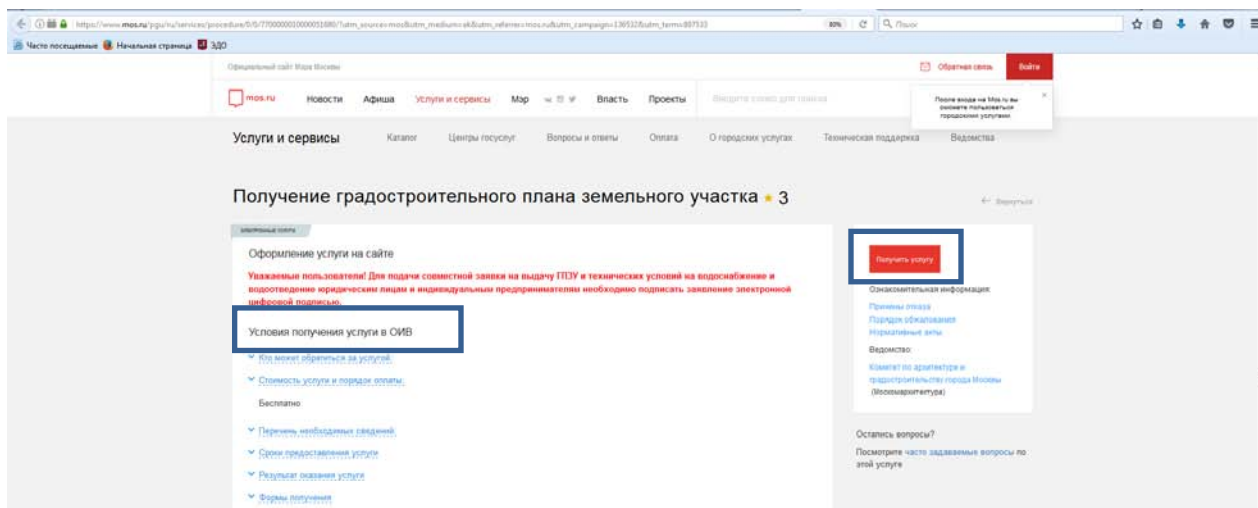 Часто посещаемые Начальная страница ЭДО
Официальный сайт Мэра Москвы
Обратная связь Войти
mos.ru Новости Афиша Услуги и сервисы Мэр Власть Проекты
После входа на Mos.ru вы сможете пользоваться городскими услугами
Услуги и сервисы Каталог Центры госуслуг Вопросы и ответы Оплата О городских услугах Техническая поддержка Ведомства
Получение градостроительного плана земельного участка 3
Вернуться
Оформление услуги на сайте
Уважаемые пользователи! Для подачи совместной заявки на выдачу ГПЗУ и технических условий на водоснабжение и
водоотведение юридическим лицам и индивидуальным предпринимателям необходимо подписать заявление электронной
цифровой подписью.
Условия получения услуги в ОИВ
Кто может обратиться за услугой
Стоимость услуги и порядок оплаты
Бесплатно
Перечень необходимых сведений
Сроки предоставления услуги
Результат оказания услуги
Формы получения
Получить услугу
Ознакомительная информация:
Причины отказа
Порядок обжалования
Нормативные акты
Ведомство:
Комитет по архитектуре и
градостроительству города Москвы
(Москомархитектура)
Остались вопросы?
Посмотрите часто задаваемые вопросы по
этой услуге